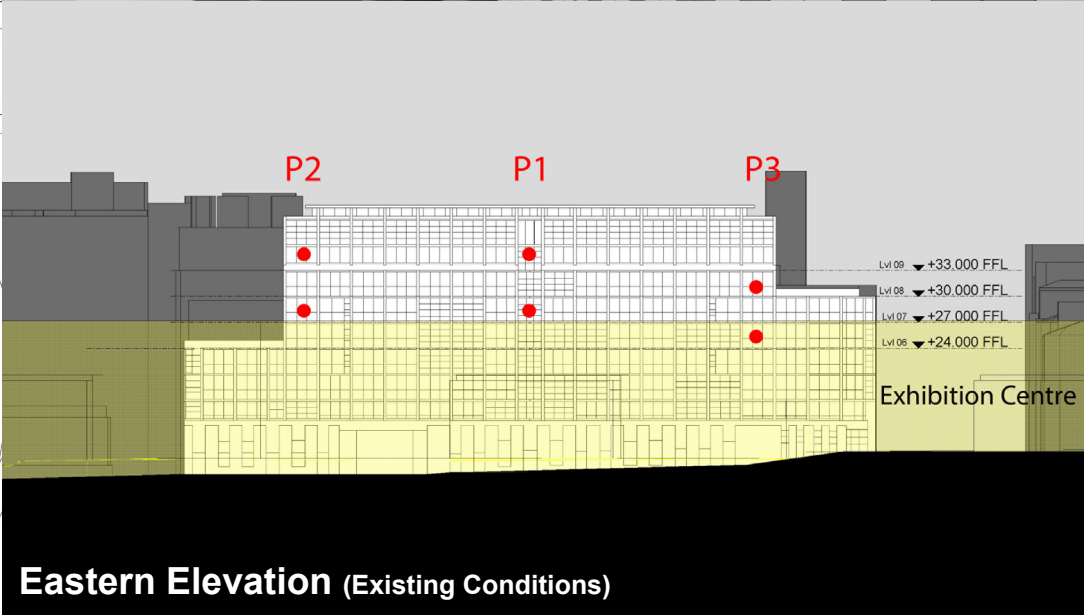 P2 P1 P3
Lvl 09 +33.000 FFL
Lvl 08 +30.000 FFL
Lvl 07 +27.000 FFL
Lvl 06 +24.000 FFL
Exhibition Centre
Eastern Elevation (Existing Conditions)